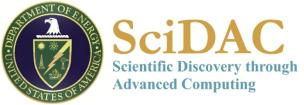 DEPARTMENT OF ENERGY
UNITED STATES OF AMERICA
SciDAC
Scientific Discovery through
Advanced Computing